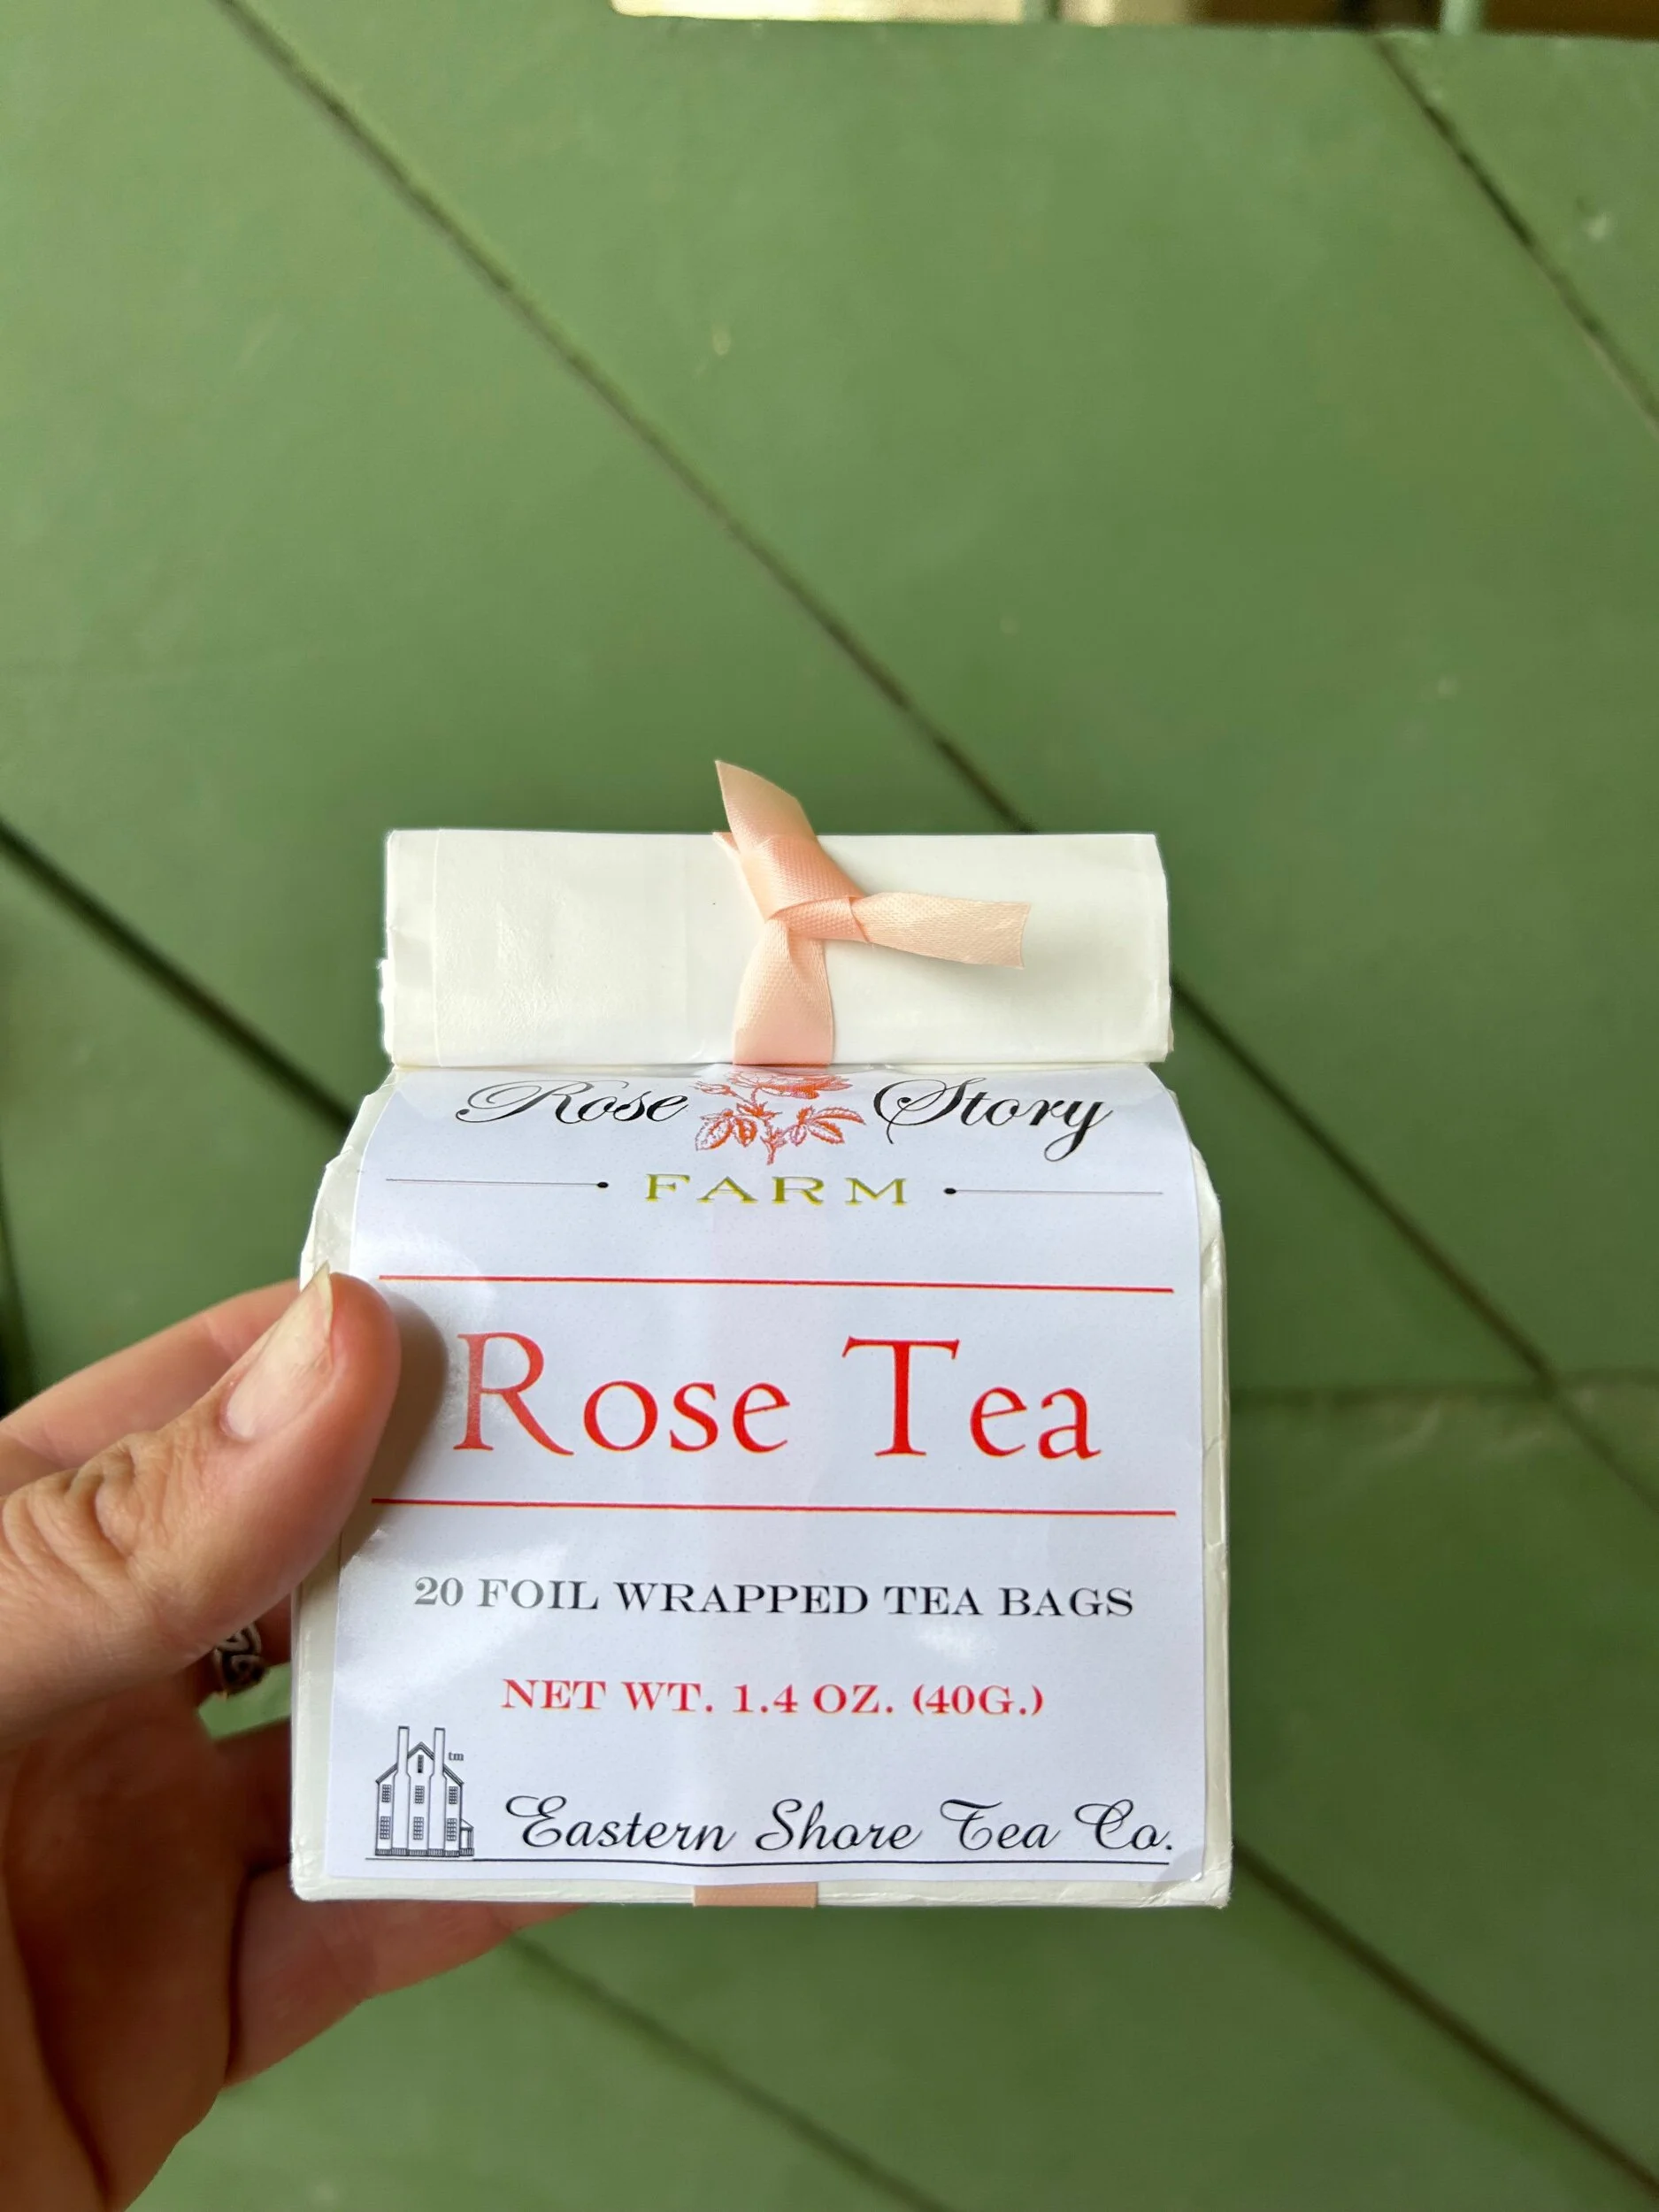 Rose Story
FARM
Rose Tea
20 FOIL WRAPPED TEA BAGS
NET WT. 1.4 OZ. (40G.)
tm
Eastern Shore Tea Co.